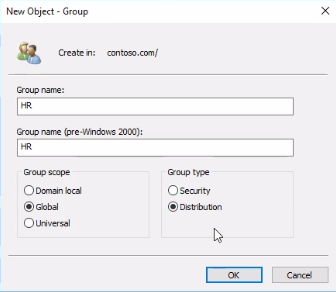 New Object - Group
Create in: contoso.com/
Group name:
HR
Group name (pre-Windows 2000):
HR
Group scope
Domain local
Global
Universal
Group type
Security
Distribution
OK
Cancel